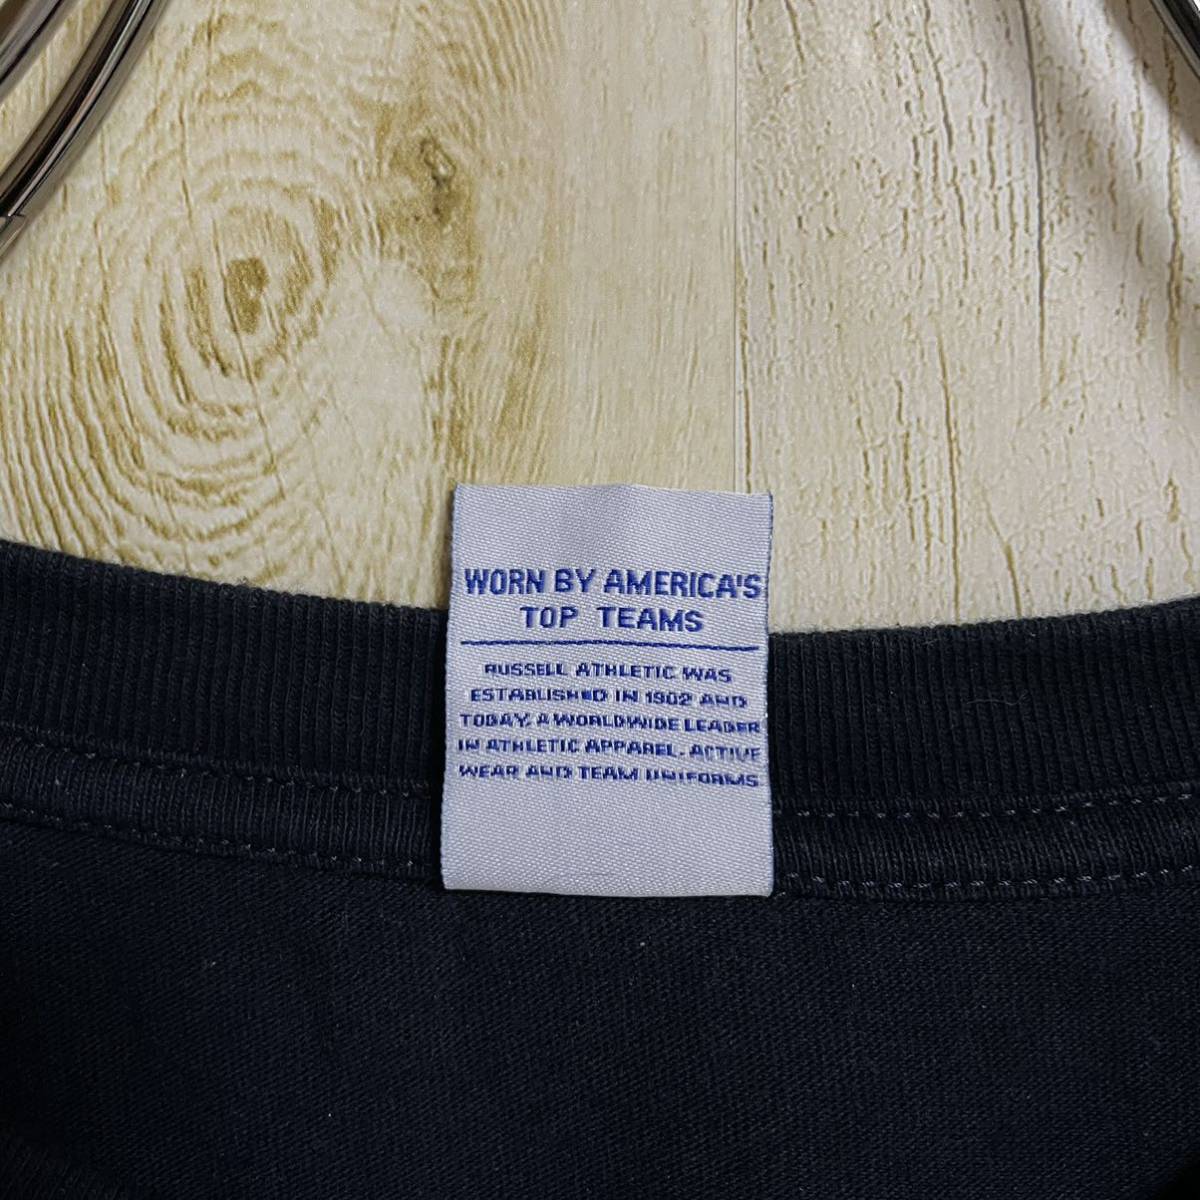 WORN BY AMERICA'S
TOP TEAMS
RUSSELL ATHLETIC WAS
ESTABLISHED IN 1902 AND
TODAY, A WORLDWIDE LEADER
IN ATHLETIC APPAREL. ACTIVE
WEAR AND TEAM UNIFORMS